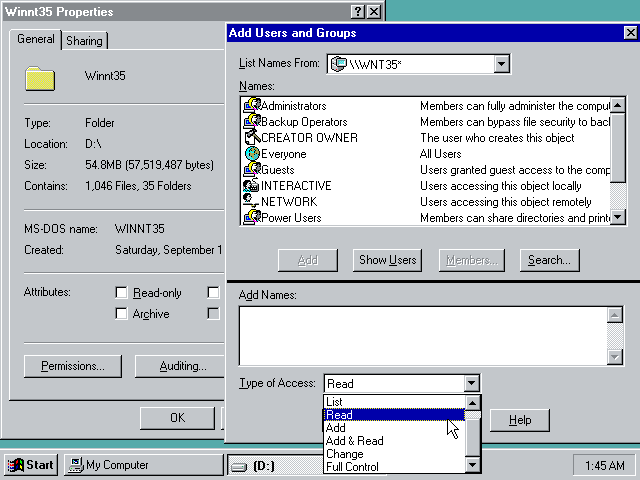 Winnt35 Properties
General
Sharing
Winnt35
Type:
Folder
Location:
D:\
Size:
54.8MB (57,519,487 bytes)
Contains:
1,046 Files, 35 Folders
MS-DOS name:
WINNT35
Created:
Saturday, September 1
Attributes:
Read-only
Archive
Permissions...
Auditing...
OK
Add Users and Groups
List Names From:
\\WNT35*
Names:
Administrators
Members can fully administer the comput
Backup Operators
Members can bypass file security to back
CREATOR OWNER
The user who creates this object
Everyone
All Users
Guests
Users granted guest access to the comp
INTERACTIVE
Users accessing this object locally
NETWORK
Users accessing this object remotely
Power Users
Members can share directories and printe
Add
Show Users
Members...
Search...
Add Names:
Type of Access:
Read
List
Read
Add
Add & Read
Change
Full Control
Help
Start
My Computer
(D:)
1:45 AM